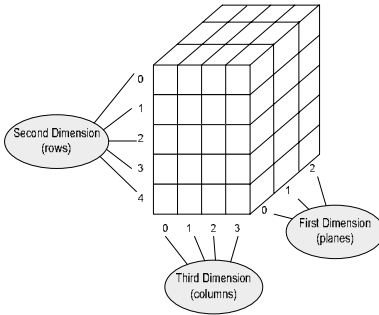 0
1
Second Dimension
(rows)
2
3
4
0 1 2 3
0
1
2
First Dimension
(planes)
Third Dimension
(columns)